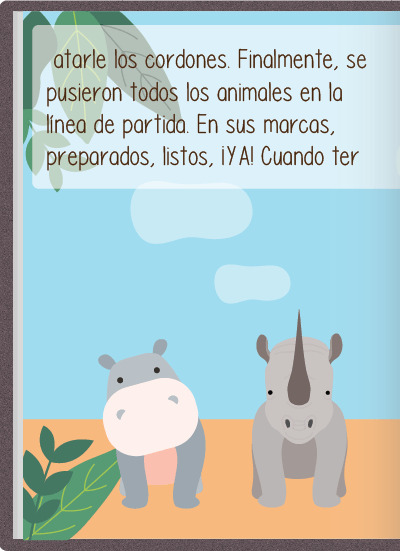 atarle los cordones. Finalmente, se
pusieron todos los animales en la
línea de partida. En sus marcas,
preparados, listos, ¡YA! Cuando ter